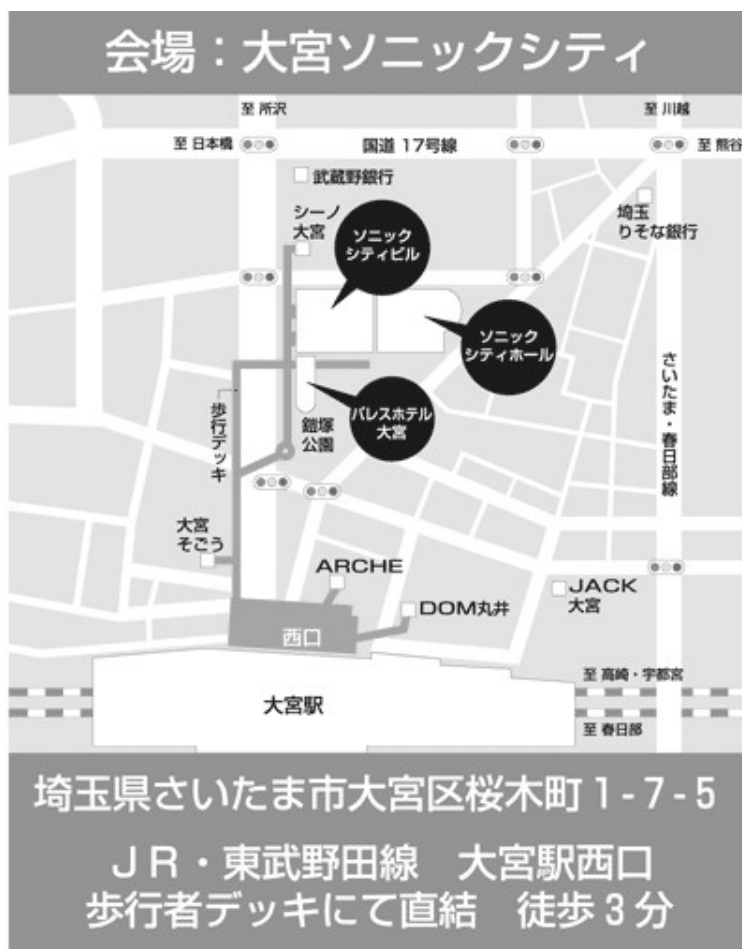 会場：大宮ソニックシティ
至 所沢
至 川越
至 日本橋
国道 17号線
至 熊谷
武蔵野銀行
シーノ
大宮
埼玉
りそな銀行
ソニック
シティビル
ソニック
シティホール
さいたま・春日部線
パレスホテル
大宮
歩行デッキ
鎧塚
公園
大宮
そごう
ARCHE
DOM丸井
JACK
大宮
西口
至 高崎・宇都宮
大宮駅
至 春日部
埼玉県さいたま市大宮区桜木町1-7-5
JR・東武野田線　大宮駅西口
歩行者デッキにて直結　徒歩3分